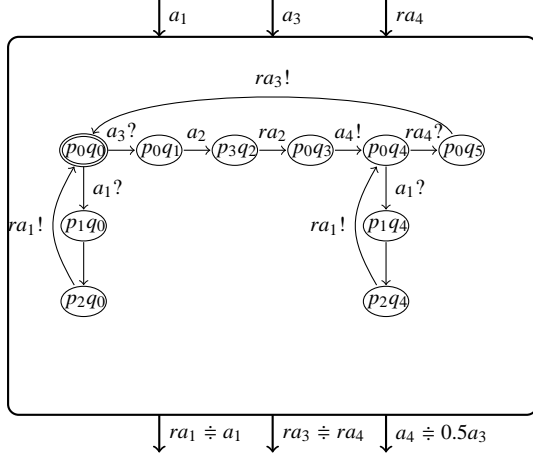 a₁ a₃ ra₄
ra₃!
a₃? a₂ ra₂ a₄! ra₄?
p₀q₀ p₀q₁ p₃q₂ p₀q₃ p₀q₄ p₀q₅
a₁? a₁?
ra₁! p₁q₀ ra₁! p₁q₄
p₂q₀ p₂q₄
ra₁ ≑ a₁ ra₃ ≑ ra₄ a₄ ≑ 0.5a₃